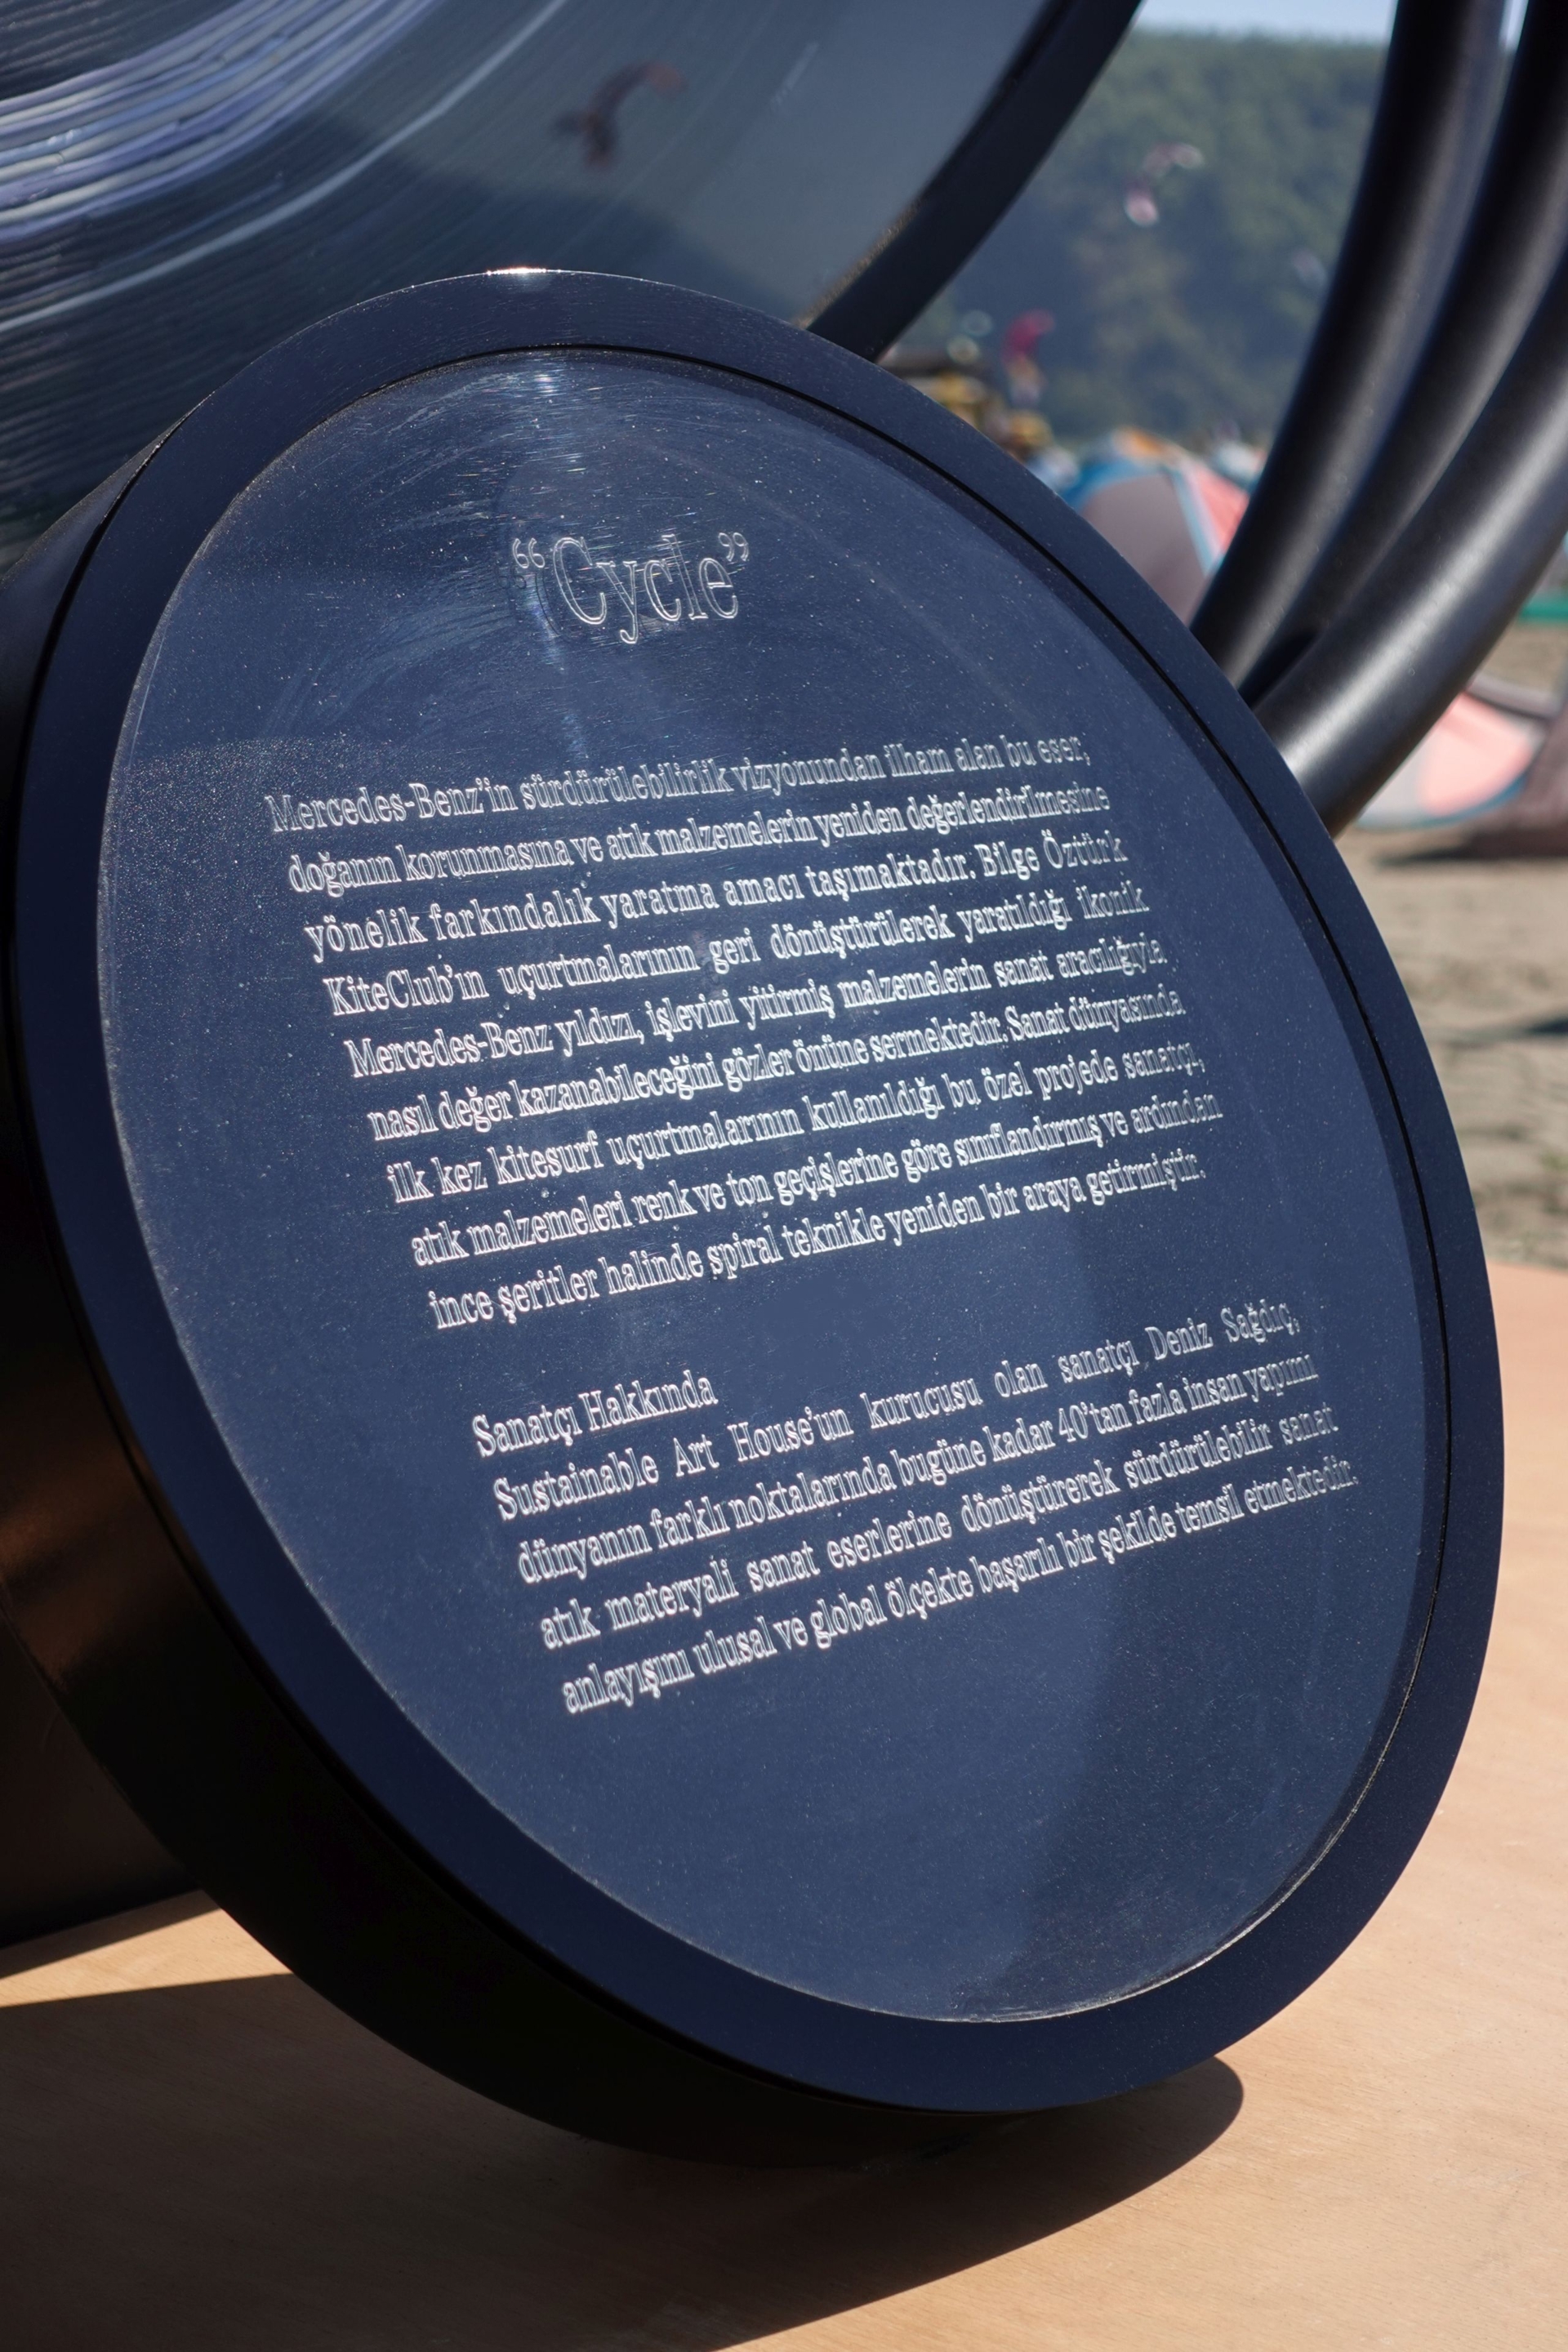 “Cycle”
Mercedes-Benz’in sürdürülebilirlik vizyonundan ilham alan bu eser,
doğanın korunmasına ve atık malzemelerin yeniden değerlendirilmesine
yönelik farkındalık yaratma amacı taşımaktadır. Bilge Öztürk
KiteClub’ın uçurtmalarının geri dönüştürülerek yaratıldığı ikonik
Mercedes-Benz yıldızı, işlevini yitirmiş malzemelerin sanat aracılığıyla
nasıl değer kazanabileceğini gözler önüne sermektedir. Sanat dünyasında
ilk kez kitesurf uçurtmalarının kullanıldığı bu özel projede sanatçı,
atık malzemeleri renk ve ton geçişlerine göre sınıflandırmış ve ardından
ince şeritler halinde spiral teknikle yeniden bir araya getirmiştir.
Sanatçı Hakkında
Sustainable Art House’un kurucusu olan sanatçı Deniz Sağdıç,
dünyanın farklı noktalarında bugüne kadar 40’tan fazla insan yapımı
atık materyali sanat eserlerine dönüştürerek sürdürülebilir sanat
anlayışını ulusal ve global ölçekte başarılı bir şekilde temsil etmektedir.